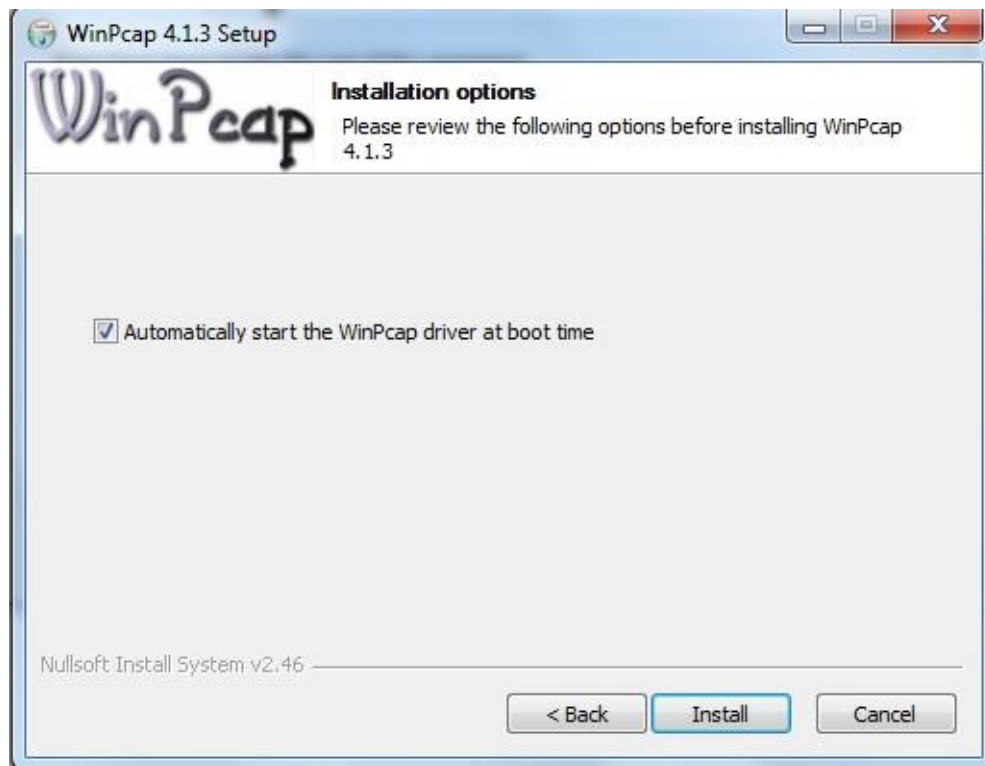 WinPcap 4.1.3 Setup
WinPcap
Installation options
Please review the following options before installing WinPcap
4.1.3
Automatically start the WinPcap driver at boot time
Nullsoft Install System v2.46
< Back
Install
Cancel